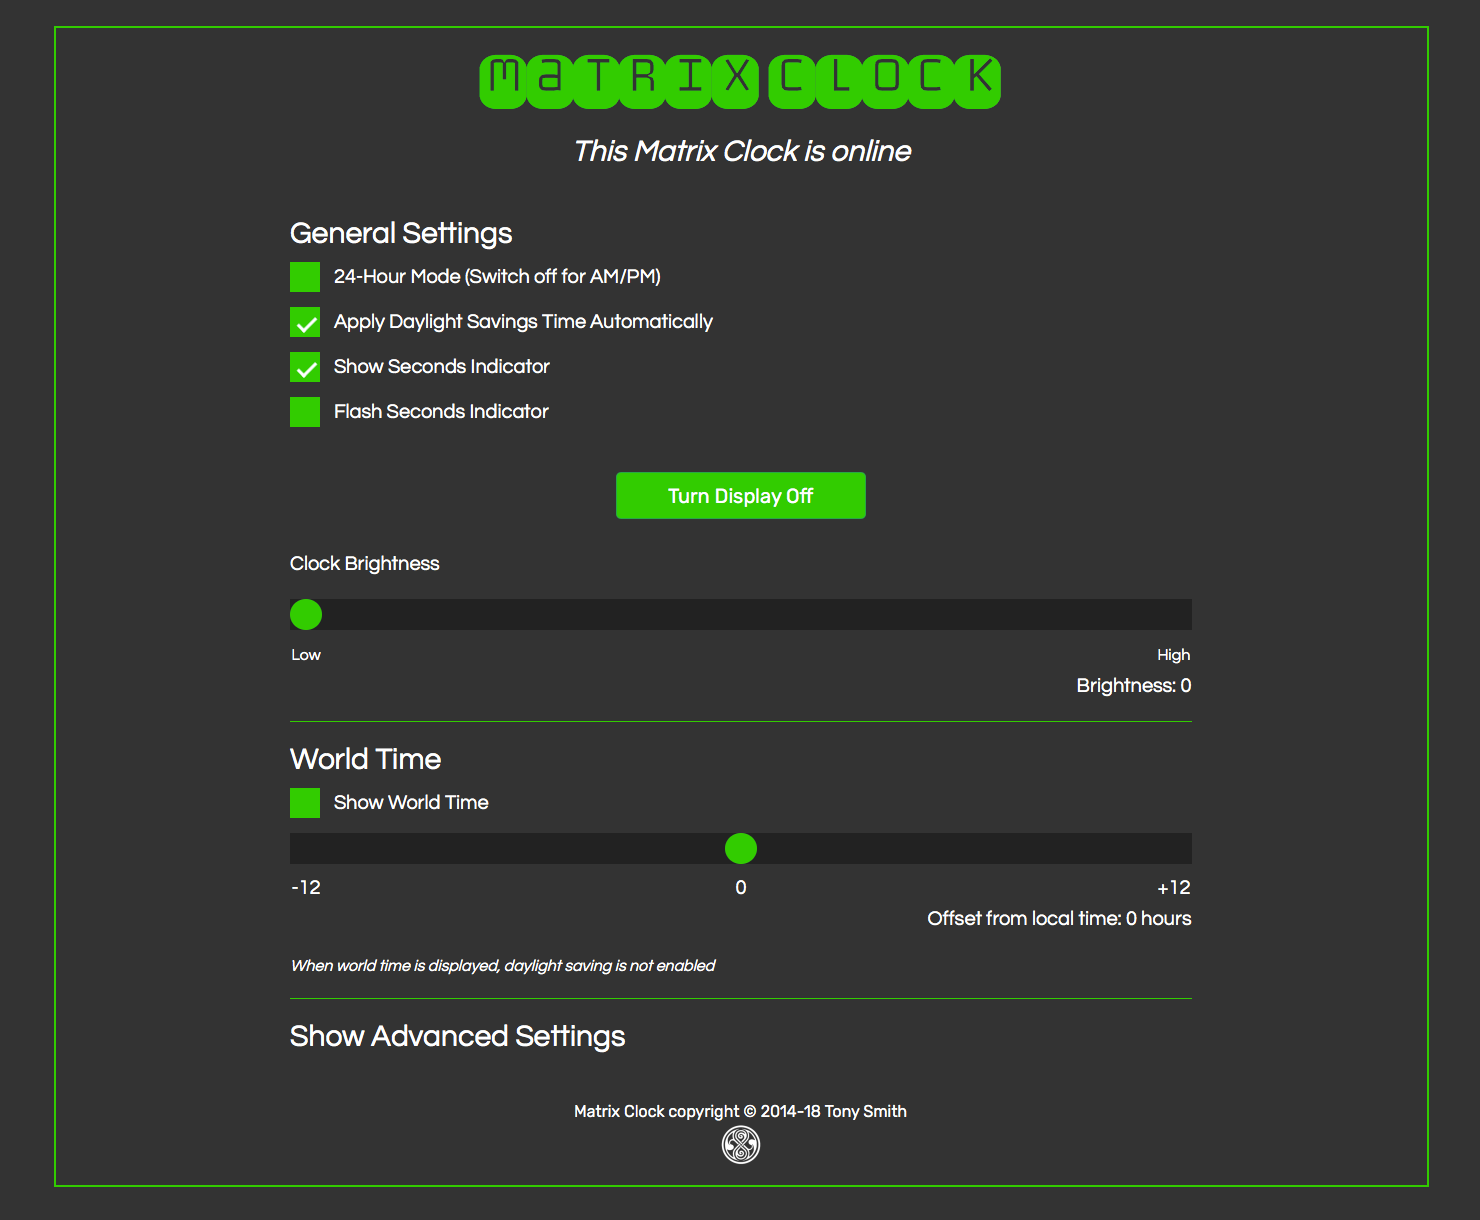 MaTRIX CLOCK
This Matrix Clock is online
General Settings
24-Hour Mode (Switch off for AM/PM)
Apply Daylight Savings Time Automatically
Show Seconds Indicator
Flash Seconds Indicator
Turn Display Off
Clock Brightness
Low High
Brightness: 0
World Time
Show World Time
-12 0 +12
Offset from local time: 0 hours
When world time is displayed, daylight saving is not enabled
Show Advanced Settings
Matrix Clock copyright © 2014-18 Tony Smith